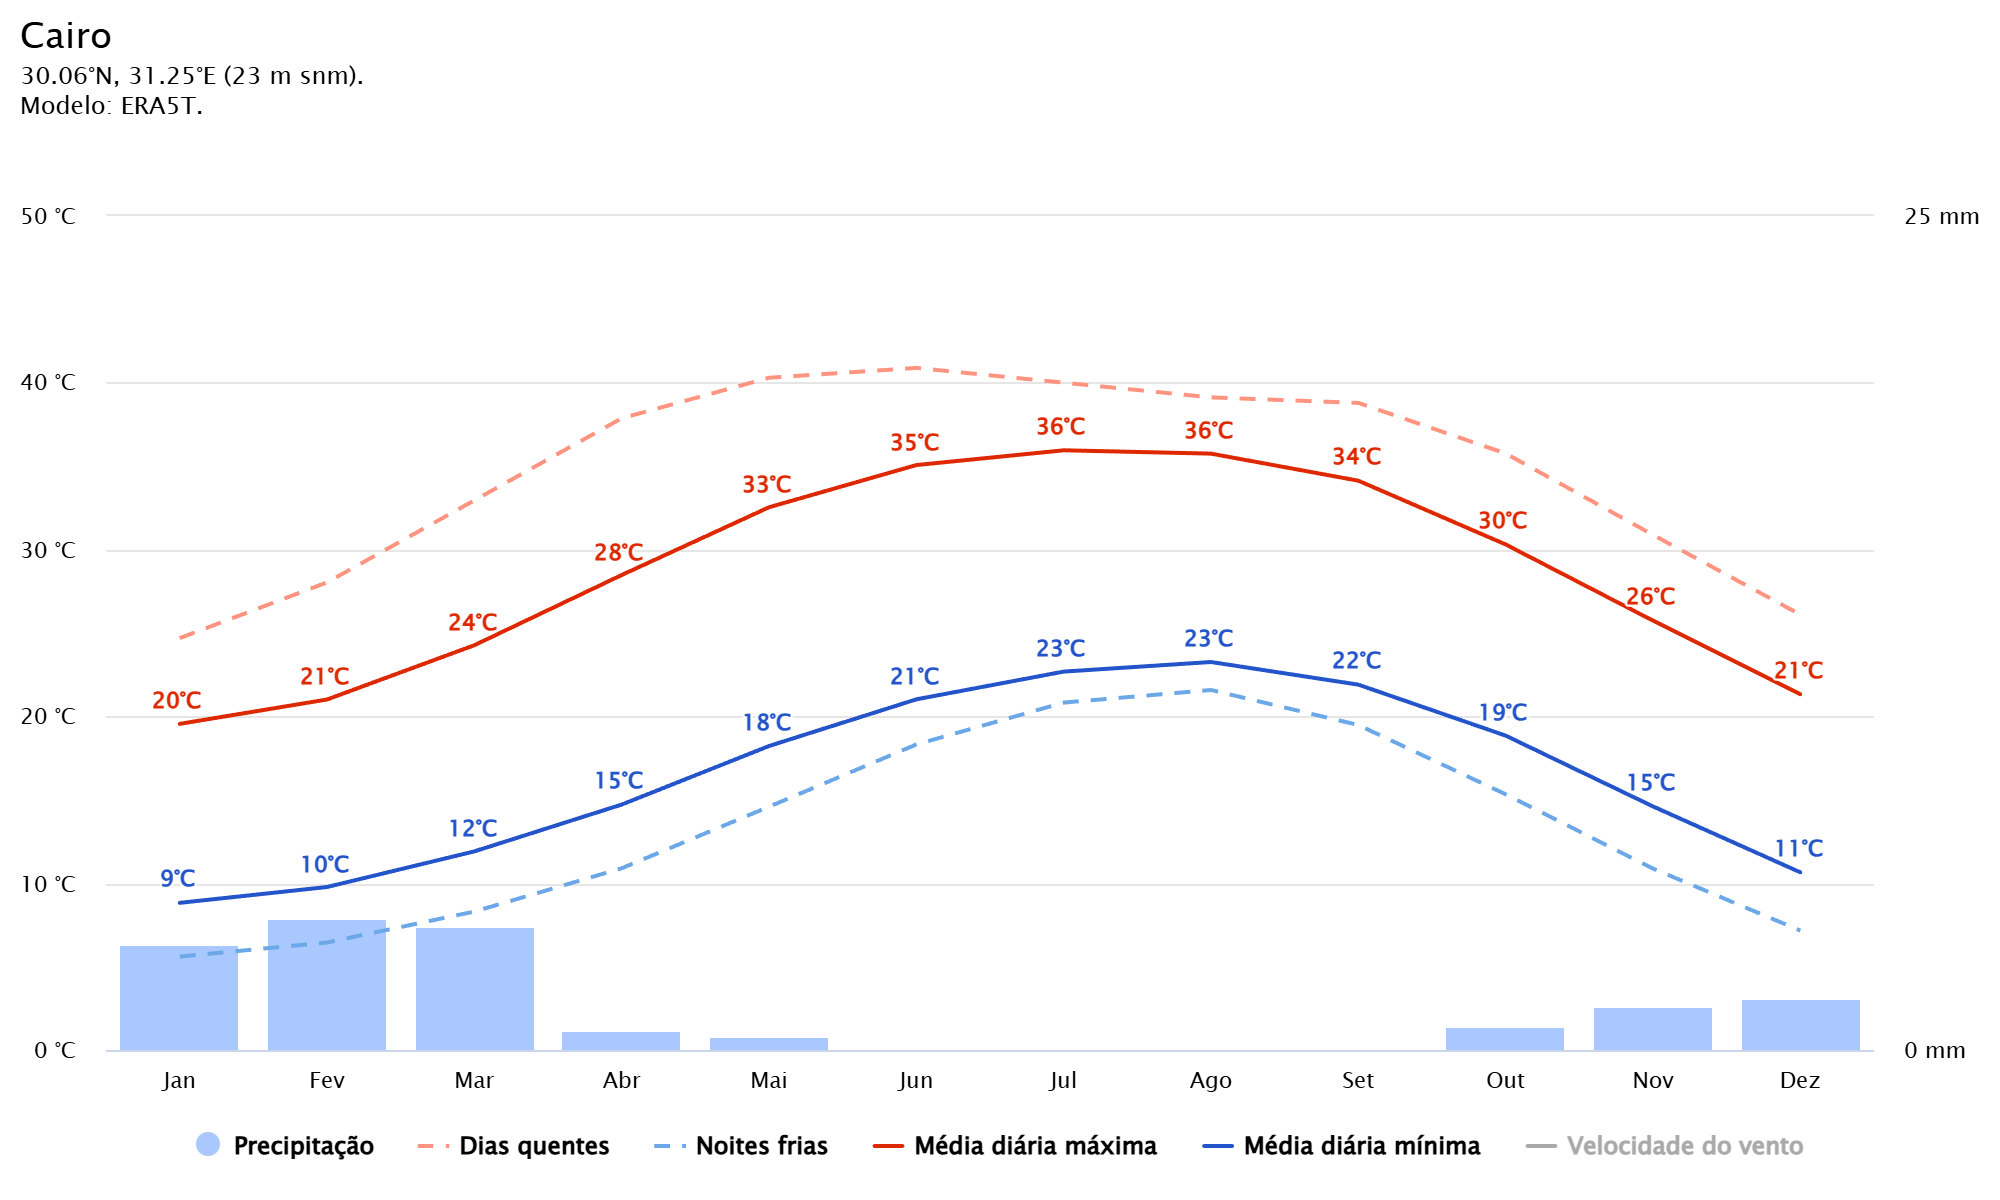 Cairo
30.06°N, 31.25°E (23 m snm).
Modelo: ERA5T.
50 °C
25 mm
40 °C
36°C
36°C
35°C
34°C
33°C
30°C
30 °C
28°C
26°C
24°C
23°C
23°C
22°C
21°C
21°C
21°C
20°C
20 °C
19°C
18°C
15°C
15°C
12°C
11°C
10°C
9°C
10 °C
0 °C
0 mm
Jan Fev Mar Abr Mai Jun Jul Ago Set Out Nov Dez
Precipitação Dias quentes Noites frias Média diária máxima Média diária mínima Velocidade do vento